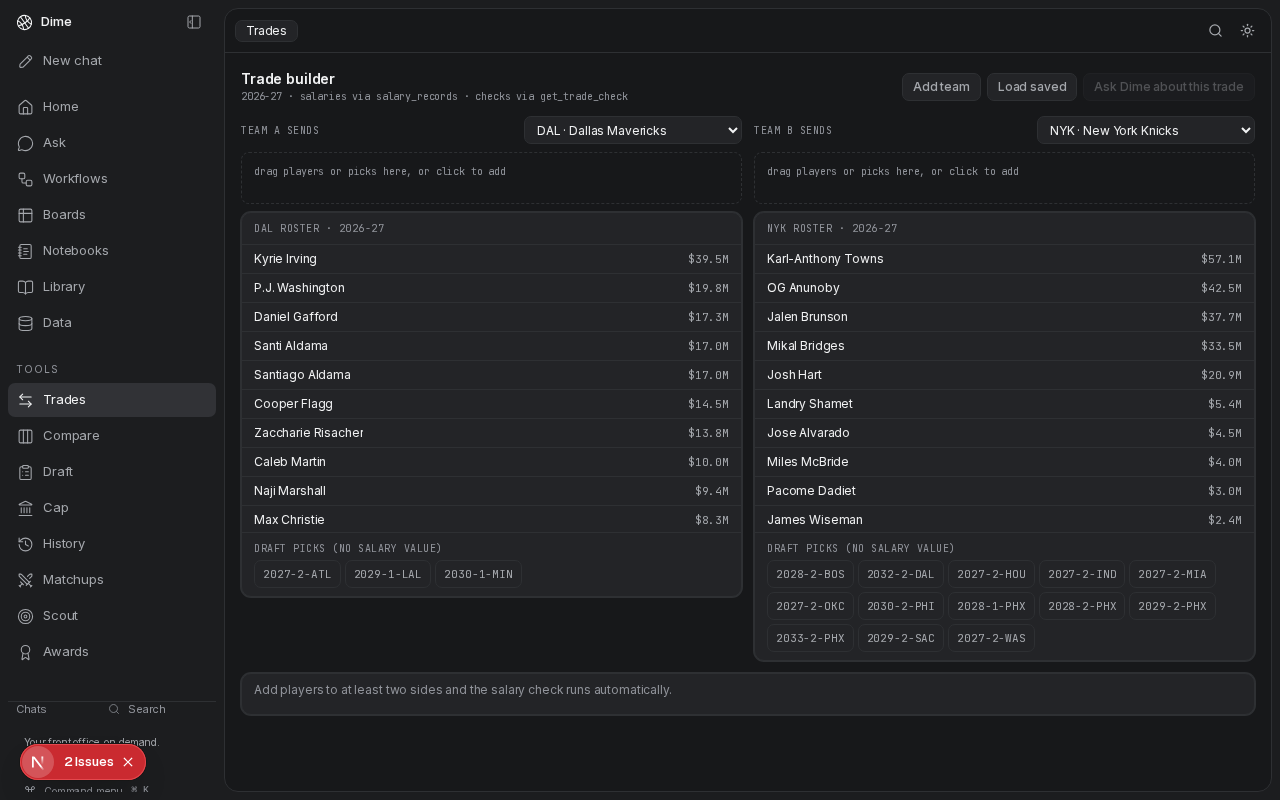 Dime
New chat
Home
Ask
Workflows
Boards
Notebooks
Library
Data
TOOLS
Trades
Compare
Draft
Cap
History
Matchups
Scout
Awards
Chats
Search
Your front office on demand.
2 Issues
Command menu ⌘ K
Trades
Trade builder
2026-27 · salaries via salary_records · checks via get_trade_check
Add team
Load saved
Ask Dime about this trade
TEAM A SENDS
DAL · Dallas Mavericks
drag players or picks here, or click to add
DAL ROSTER · 2026-27
Kyrie Irving $39.5M
P.J. Washington $19.8M
Daniel Gafford $17.3M
Santi Aldama $17.0M
Santiago Aldama $17.0M
Cooper Flagg $14.5M
Zaccharie Risacher $13.8M
Caleb Martin $10.0M
Naji Marshall $9.4M
Max Christie $8.3M
DRAFT PICKS (NO SALARY VALUE)
2027-2-ATL 2029-1-LAL 2030-1-MIN
TEAM B SENDS
NYK · New York Knicks
drag players or picks here, or click to add
NYK ROSTER · 2026-27
Karl-Anthony Towns $57.1M
OG Anunoby $42.5M
Jalen Brunson $37.7M
Mikal Bridges $33.5M
Josh Hart $20.9M
Landry Shamet $5.4M
Jose Alvarado $4.5M
Miles McBride $4.0M
Pacome Dadiet $3.0M
James Wiseman $2.4M
DRAFT PICKS (NO SALARY VALUE)
2028-2-BOS 2032-2-DAL 2027-2-HOU 2027-2-IND 2027-2-MIA
2027-2-OKC 2030-2-PHI 2028-1-PHX 2028-2-PHX 2029-2-PHX
2033-2-PHX 2029-2-SAC 2027-2-WAS
Add players to at least two sides and the salary check runs automatically.